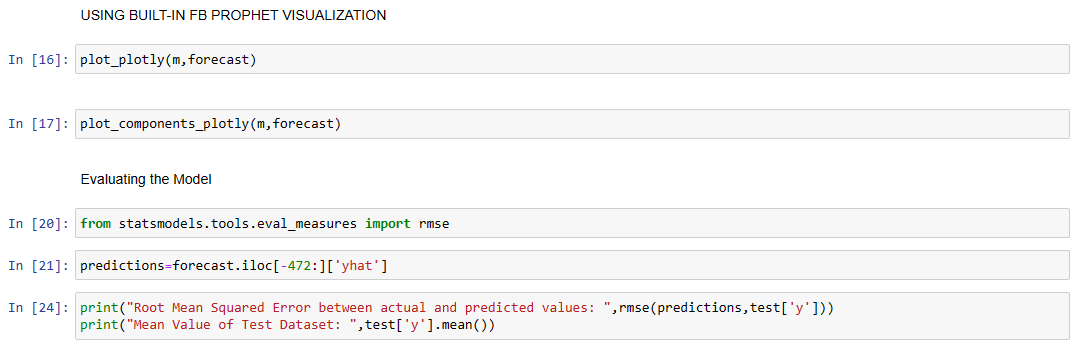 USING BUILT-IN FB PROPHET VISUALIZATION
In [16]: plot_plotly(m,forecast)
In [17]: plot_components_plotly(m,forecast)
Evaluating the Model
In [20]: from statsmodels.tools.eval_measures import rmse
In [21]: predictions=forecast.iloc[-472:]['yhat']
In [24]: print("Root Mean Squared Error between actual and predicted values: ",rmse(predictions,test['y']))
print("Mean Value of Test Dataset: ",test['y'].mean())